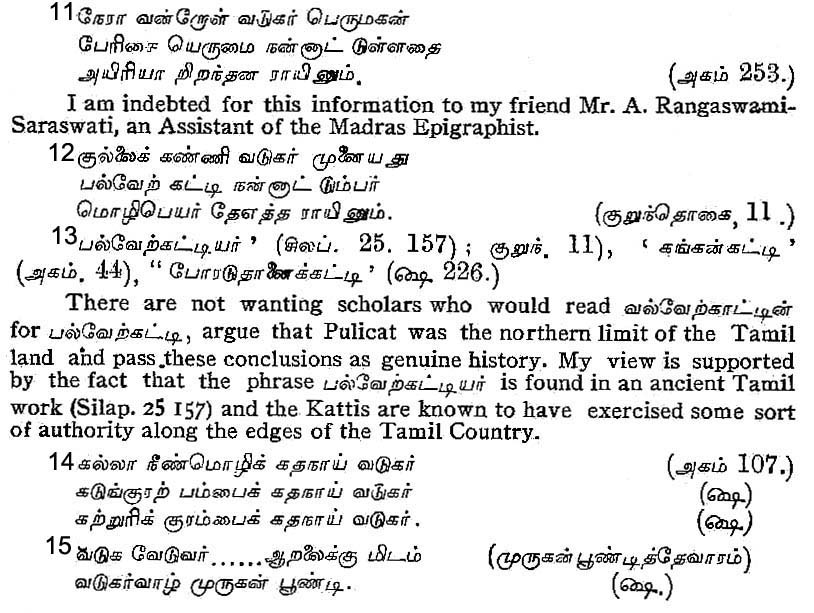 11 நேரா வன்றோள் வடுகர் பெருமகன்
பேரிசை யெருமை நன்னாட் டுள்ளதை
அயிரியா றிறந்தன ராயினும். (அகம் 253.)
I am indebted for this information to my friend Mr. A. Rangaswami-
Saraswati, an Assistant of the Madras Epigraphist.
12 குல்லைக் கண்ணி வடுகர் முனையது
பல்வேற் கட்டி நன்னாட் டும்பர்
மொழிபெயர் தேஎத்த ராயினும். (குறுந்தொகை, 11 .)
13 பல்வேற்கட்டியர் ’ (சிலப். 25. 157) ; குறுந். 11), ‘ கங்கன்கட்டி ’
(அகம். 44), “ போரடுதானைக்கட்டி ’ (ஷை 226.)
There are not wanting scholars who would read வல்வேற்காட்டின்
for பல்வேற்கட்டி, argue that Pulicat was the northern limit of the Tamil
land and pass these conclusions as genuine history. My view is supported
by the fact that the phrase பல்வேற்கட்டியர் is found in an ancient Tamil
work (Silap. 25 157) and the Kattis are known to have exercised some sort
of authority along the edges of the Tamil Country.
14 கல்லா நீண்மொழிக் கதநாய் வடுகர் (அகம் 107.)
கடுங்குரற் பம்பைக் கதநாய் வடுகர் (ஷை)
கற்றுரிக் குரம்பைக் கதநாய் வடுகர். (ஷை.)
15 வடுக வேடுவர்......ஆறலைக்கு மிடம் (முருகன்பூண்டித்தேவாரம்)
வடுகர்வாழ் முருகன் பூண்டி. (ஷை.)